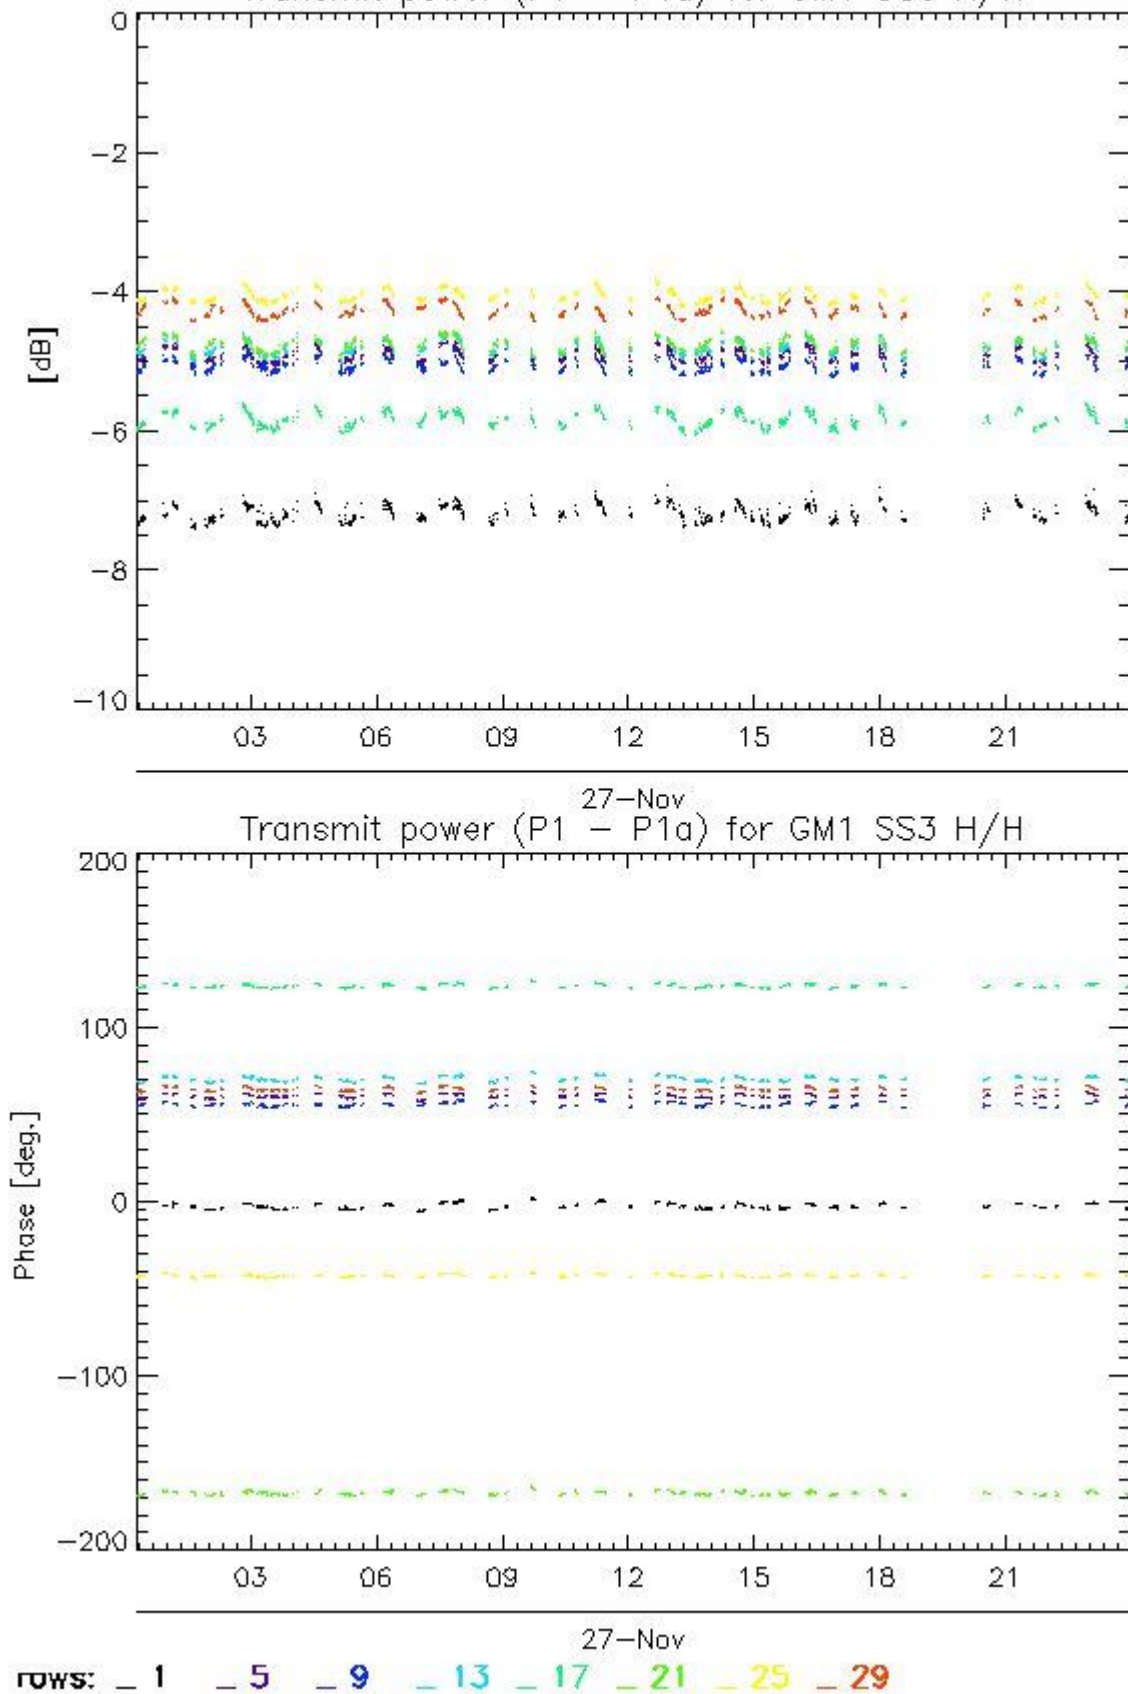 0
-2
-4
[dB]
-6
-8
-10
03 06 09 12 15 18 21
27-Nov
Transmit power (P1 - P1a) for GM1 SS3 H/H
200
100
0
Phase [deg.]
-100
-200
03 06 09 12 15 18 21
27-Nov
rows: _ 1 _ 5 _ 9 _ 13 _ 17 _ 21 _ 25 _ 29